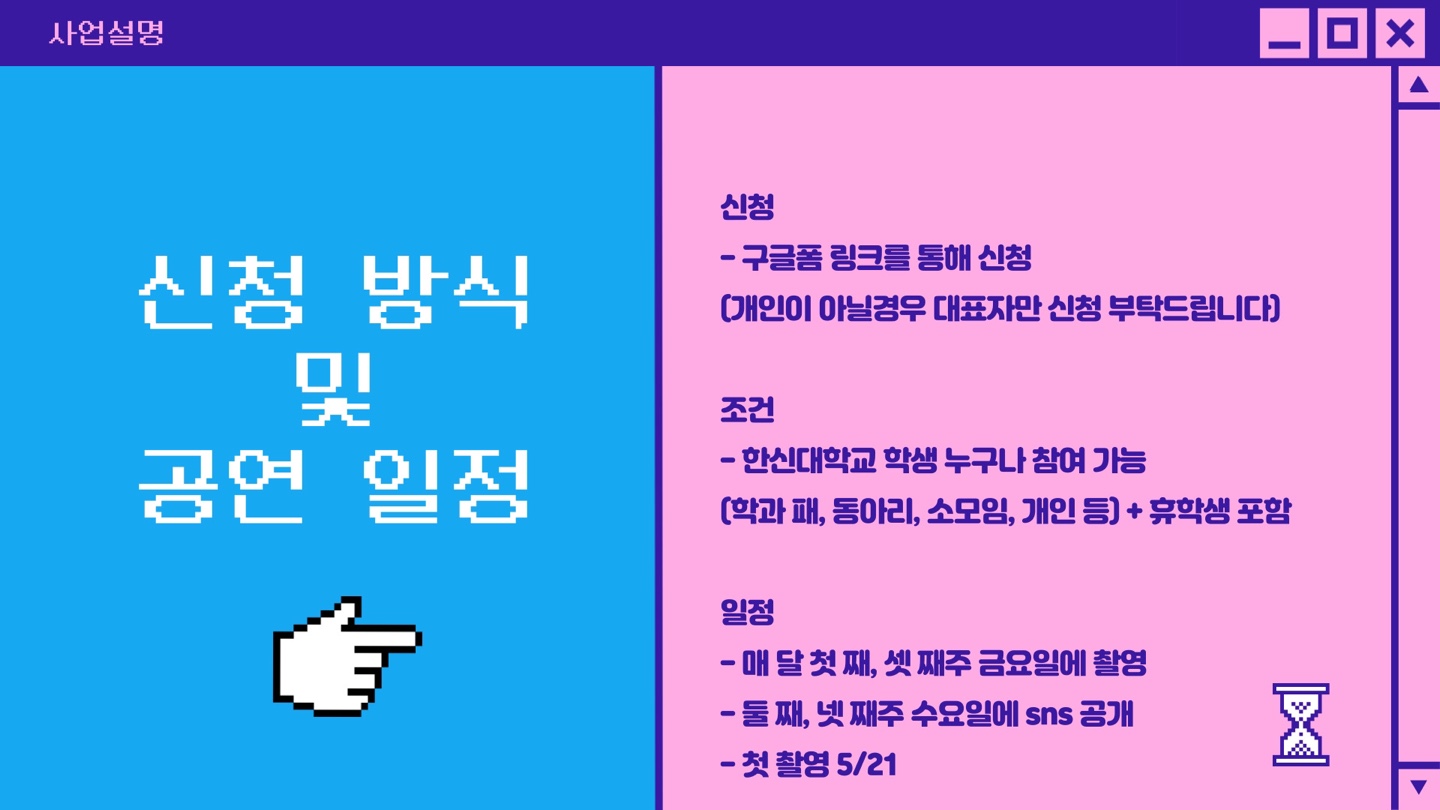 사업설명
신청 방식
및
공연 일정
신청
- 구글폼 링크를 통해 신청
(개인이 아닐경우 대표자만 신청 부탁드립니다)
조건
- 한신대학교 학생 누구나 참여 가능
(학과 패, 동아리, 소모임, 개인 등) + 휴학생 포함
일정
- 매 달 첫 째, 셋 째주 금요일에 촬영
- 둘 째, 넷 째주 수요일에 sns 공개
- 첫 촬영 5/21